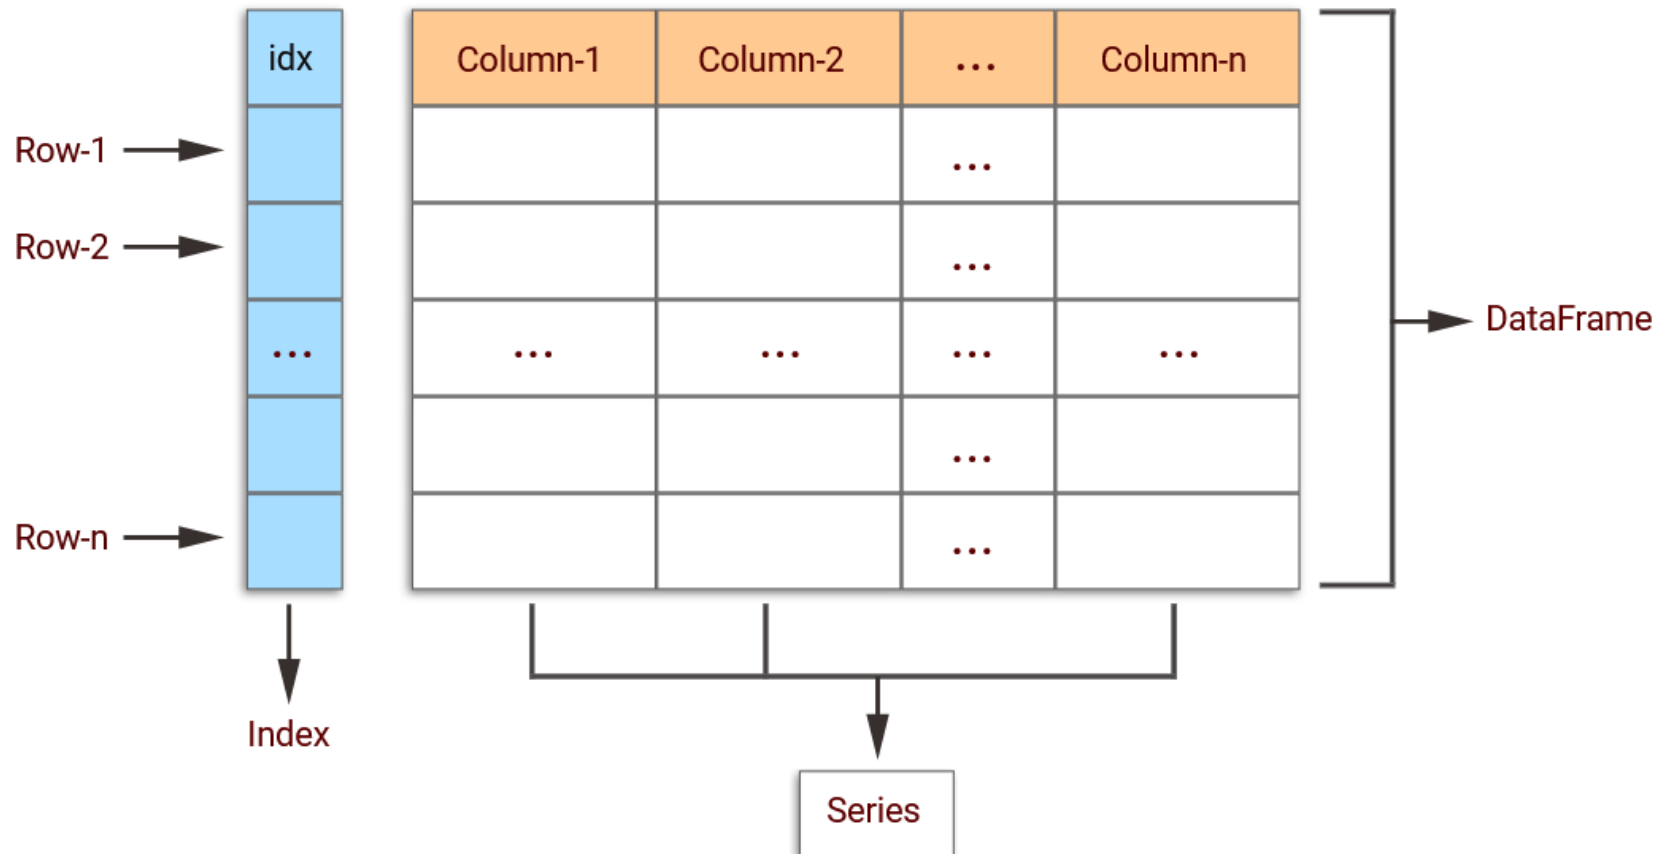 idx Column-1 Column-2 ... Column-n
Row-1 ...
Row-2 ...
... ... ... ... ...
...
Row-n ...
DataFrame
Index
Series